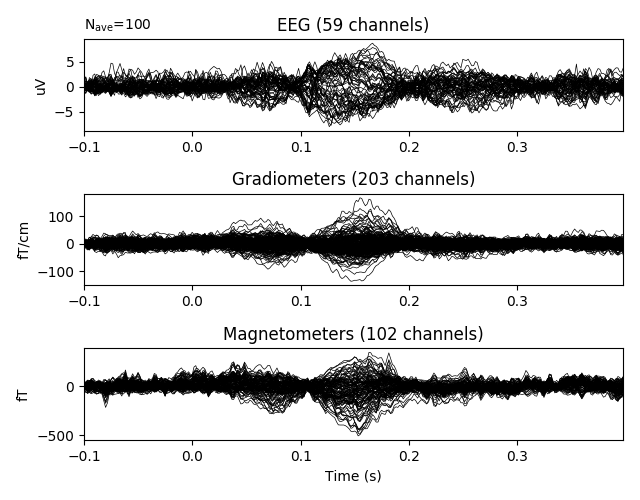 N_ave=100
EEG (59 channels)
uV
5
0
−5
−0.1 0.0 0.1 0.2 0.3
Gradiometers (203 channels)
fT/cm
100
0
−100
−0.1 0.0 0.1 0.2 0.3
Magnetometers (102 channels)
fT
0
−500
−0.1 0.0 0.1 0.2 0.3
Time (s)